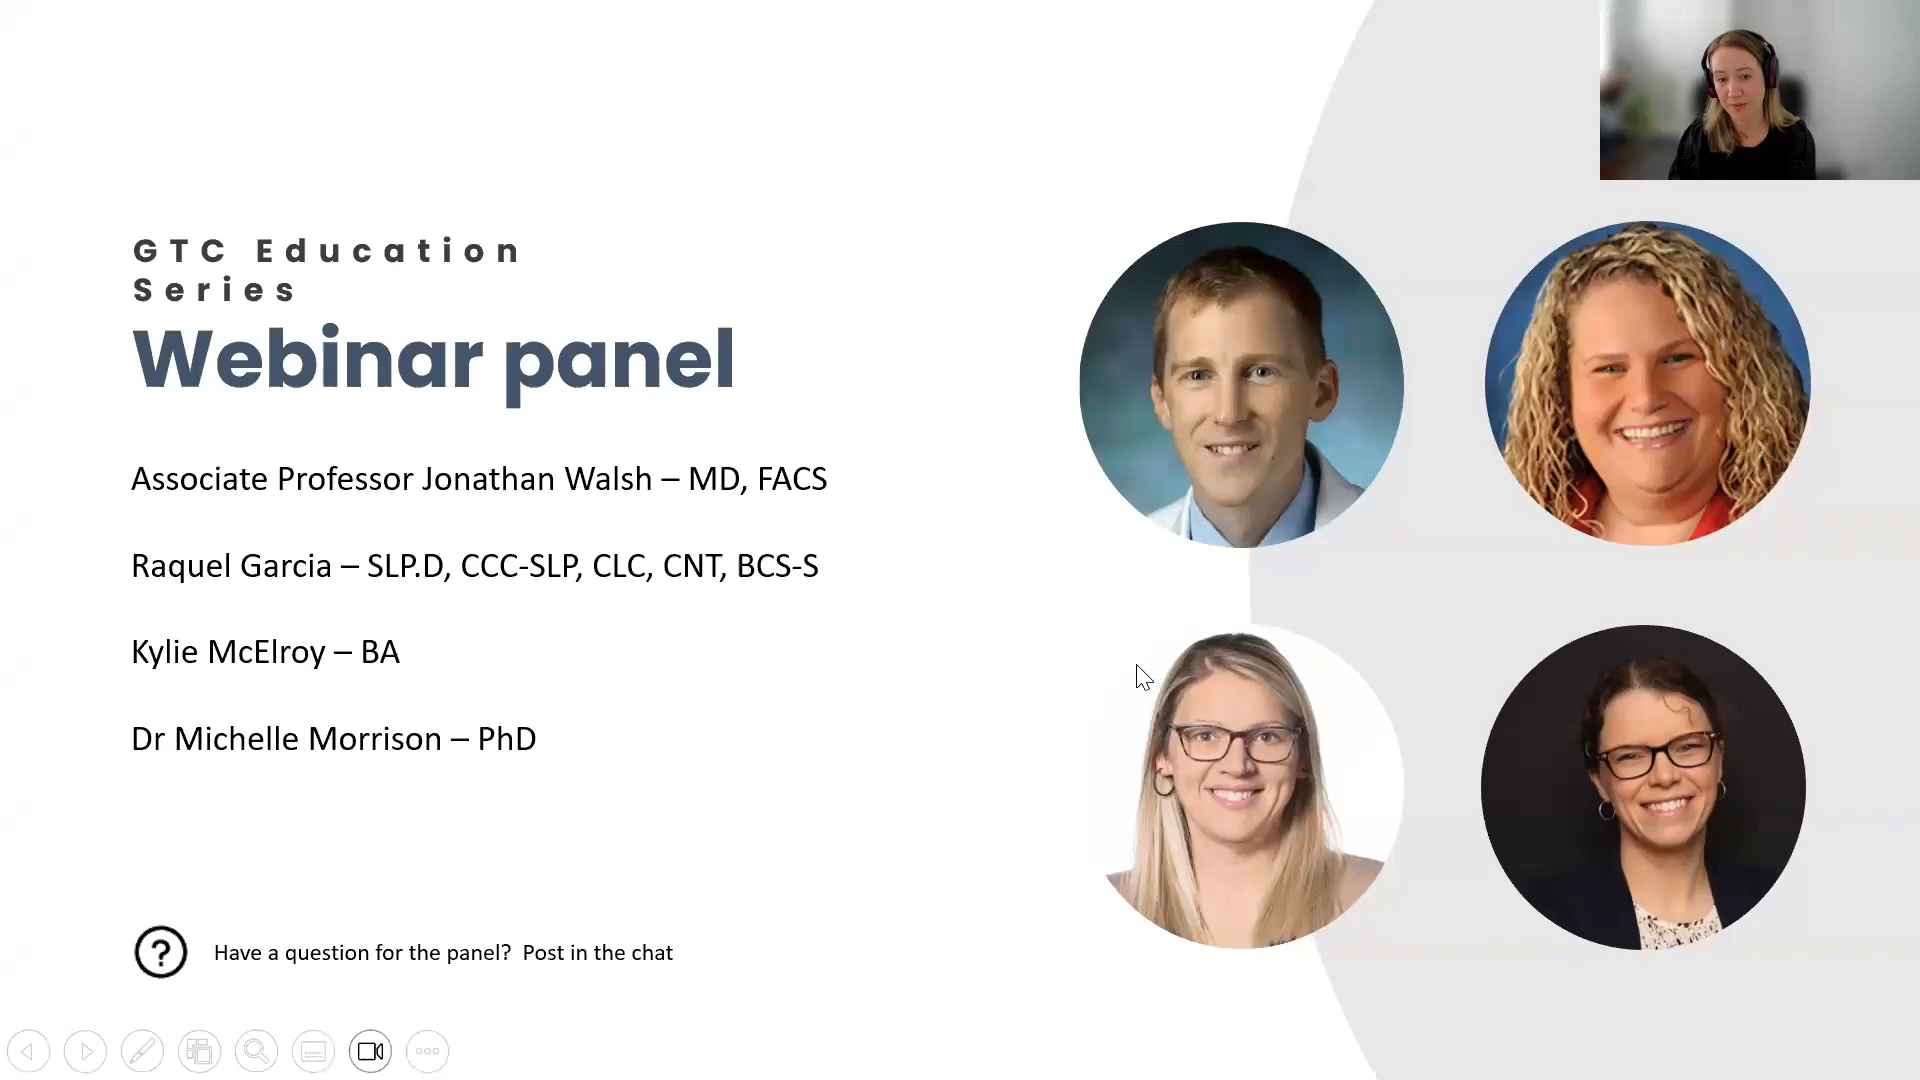 GTC Education
Series
Webinar panel
Associate Professor Jonathan Walsh – MD, FACS
Raquel Garcia – SLP.D, CCC-SLP, CLC, CNT, BCS-S
Kylie McElroy – BA
Dr Michelle Morrison – PhD
Have a question for the panel?  Post in the chat